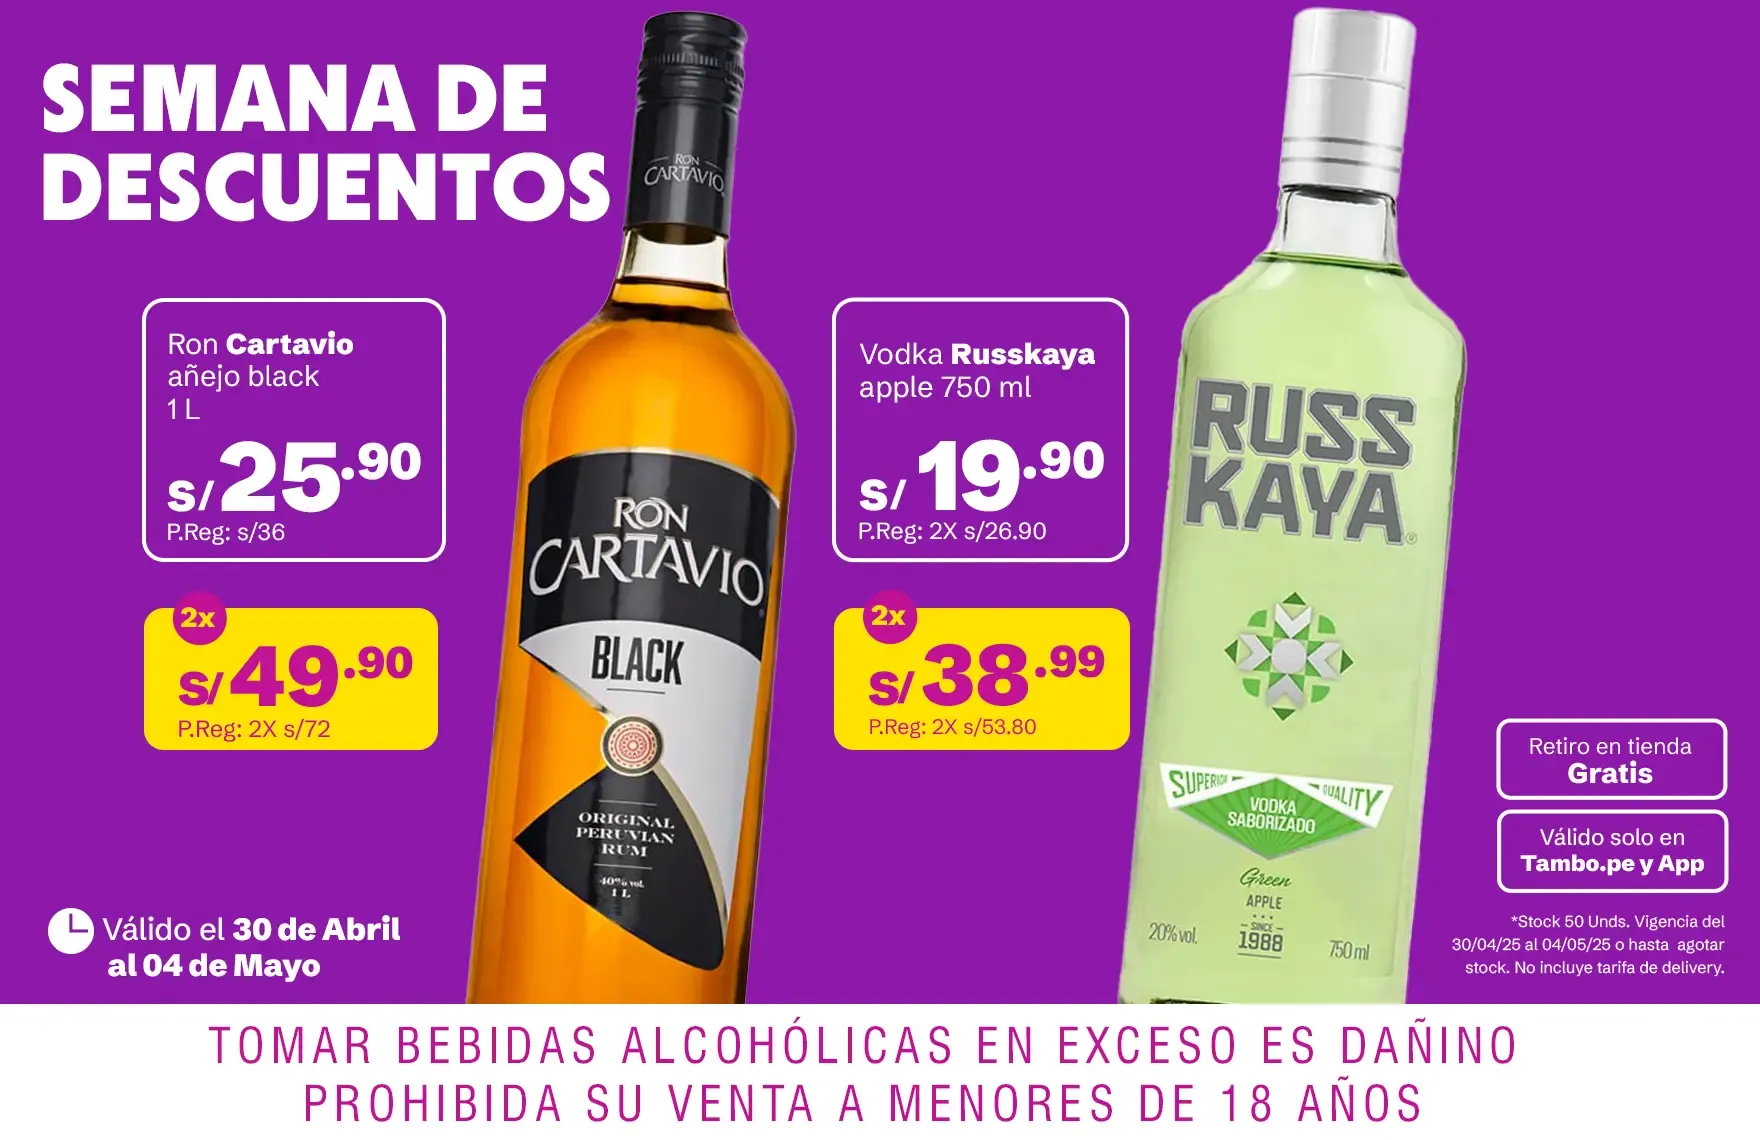 SEMANA DE
DESCUENTOS
Ron Cartavio
añejo black
1 L
S/25.90
P.Reg: s/36
2x
S/49.90
P.Reg: 2X s/72
RON
CARTAVIO
RON
CARTAVIO
BLACK
ORIGINAL
PERUVIAN
RUM
40% vol.
1 L
Vodka Russkaya
apple 750 ml
S/19.90
P.Reg: 2X s/26.90
2x
S/38.99
P.Reg: 2X s/53.80
RUSS
KAYA®
SUPERIOR QUALITY
VODKA
SABORIZADO
Green
APPLE
SINCE
1988
20% vol.
750 ml
Retiro en tienda
Gratis
Válido solo en
Tambo.pe y App
*Stock 50 Unds. Vigencia del
30/04/25 al 04/05/25 o hasta agotar
stock. No incluye tarifa de delivery.
Válido el 30 de Abril
al 04 de Mayo
TOMAR BEBIDAS ALCOHÓLICAS EN EXCESO ES DAÑINO
PROHIBIDA SU VENTA A MENORES DE 18 AÑOS